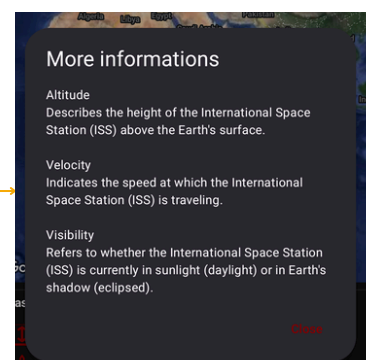 Algeria Libya Egypt Pakistan
More informations
Altitude
Describes the height of the International Space
Station (ISS) above the Earth's surface.
Velocity
Indicates the speed at which the International
Space Station (ISS) is traveling.
Visibility
Refers to whether the International Space Station
(ISS) is currently in sunlight (daylight) or in Earth's
shadow (eclipsed).
Close